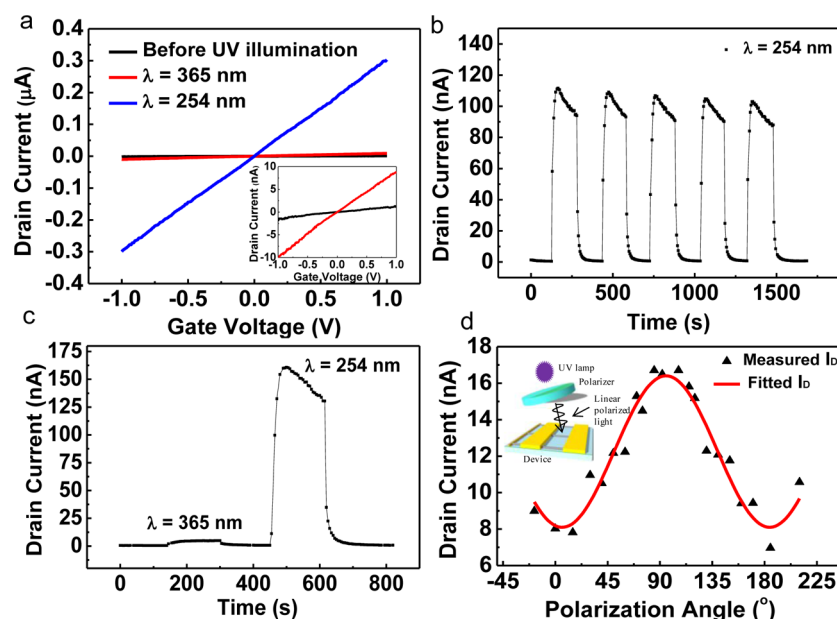 a
Drain Current (μA)
0.4
0.3
0.2
0.1
0.0
-0.1
-0.2
-0.3
-0.4
Before UV illumination
λ = 365 nm
λ = 254 nm
-1.0 -0.5 0.0 0.5 1.0
Gate Voltage (V)
Drain Current (nA)
10
5
0
-5
-10
-1.0 -0.5 0.0 0.5 1.0
Gate Voltage (V)
b
Drain Current (nA)
140
120
100
80
60
40
20
0
λ = 254 nm
0 500 1000 1500
Time (s)
c
Drain Current (nA)
175
150
125
100
75
50
25
0
λ = 254 nm
λ = 365 nm
0 200 400 600 800
Time (s)
d
Drain Current (nA)
18
16
14
12
10
8
6
UV lamp
Polarizer
Linear
polarized
light
Device
Measured I_D
Fitted I_D
-45 0 45 90 135 180 225
Polarization Angle (°)